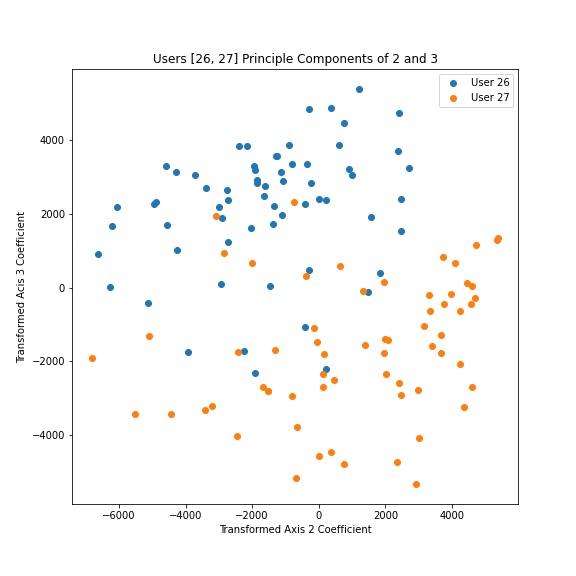 Users [26, 27] Principle Components of 2 and 3
User 26
User 27
Transformed Acis 3 Coefficient
4000
2000
0
−2000
−4000
−6000
−4000
−2000
0
2000
4000
Transformed Axis 2 Coefficient